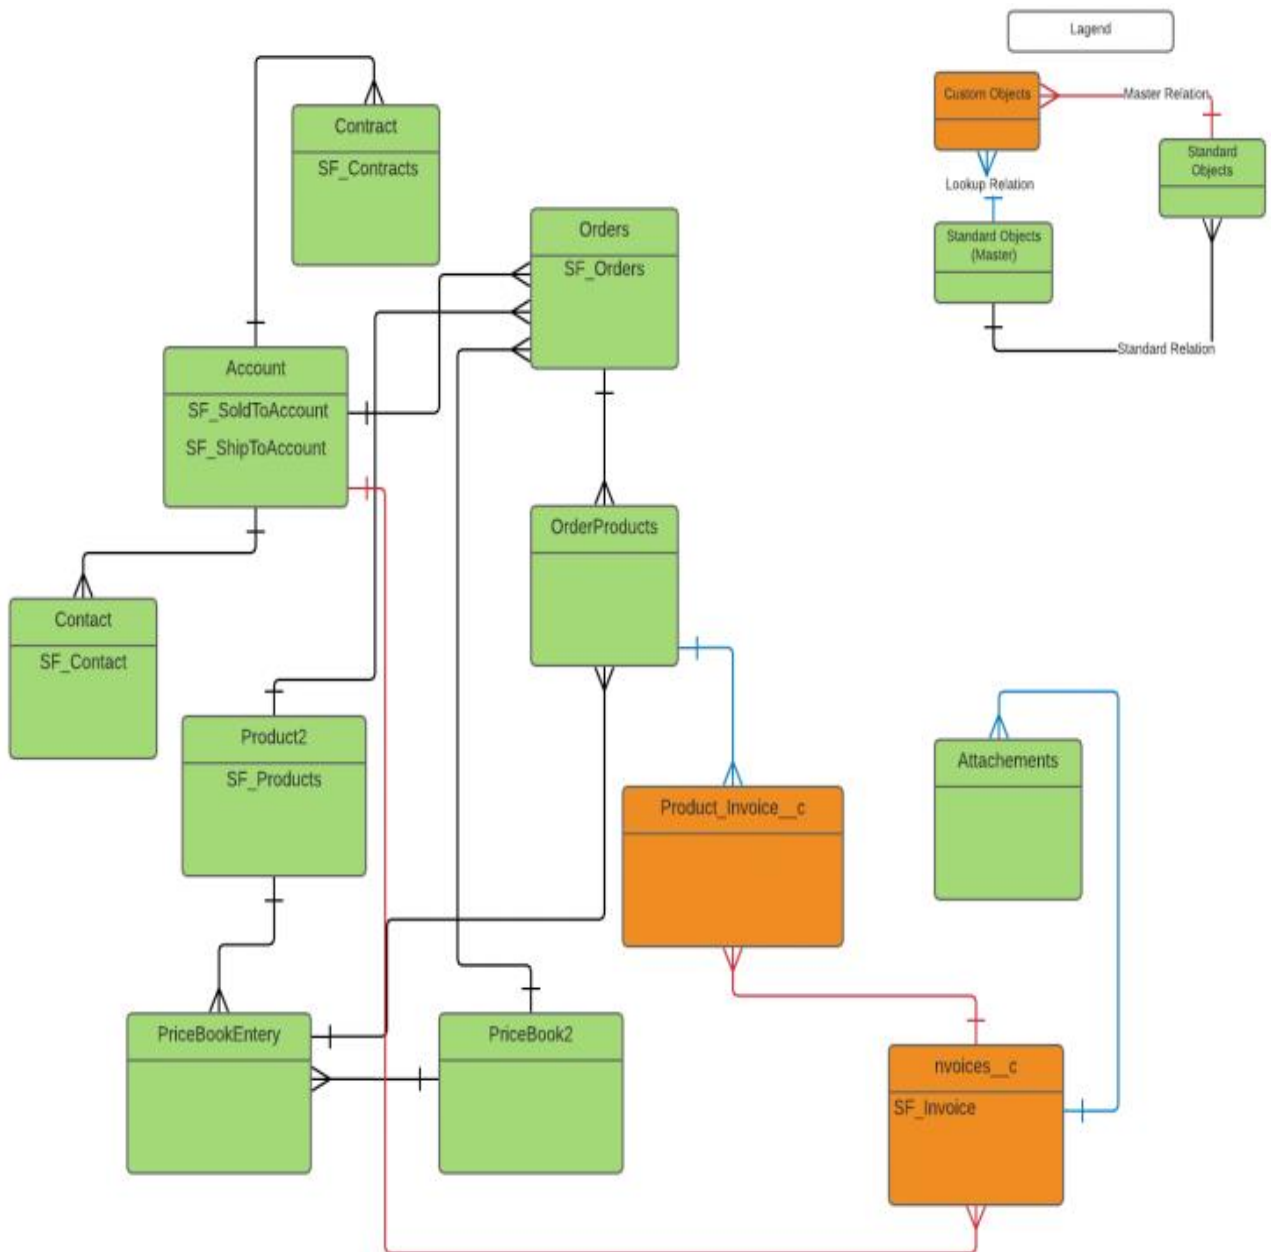 Lagend
Custom Objects
Master Relation
Standard
Objects
Lookup Relation
Standard Objects
(Master)
Standard Relation
Contract
SF_Contracts
Orders
SF_Orders
Account
SF_SoldToAccount
SF_ShipToAccount
OrderProducts
Contact
SF_Contact
Product2
SF_Products
Attachements
Product_Invoice__c
PriceBookEntery
PriceBook2
nvoices__c
SF_Invoice